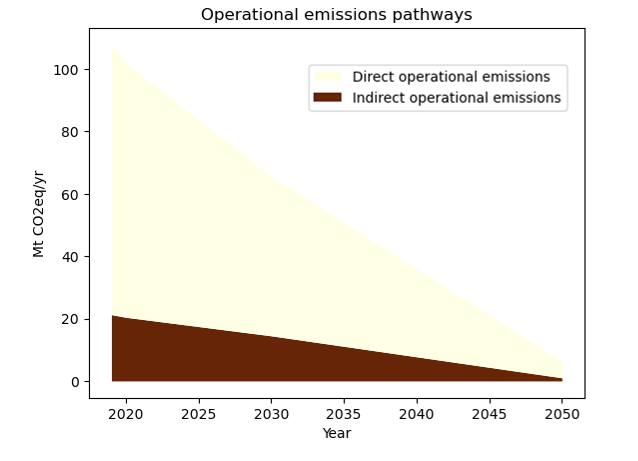 Operational emissions pathways
Direct operational emissions
Indirect operational emissions
Mt CO2eq/yr
100
80
60
40
20
0
2020 2025 2030 2035 2040 2045 2050
Year